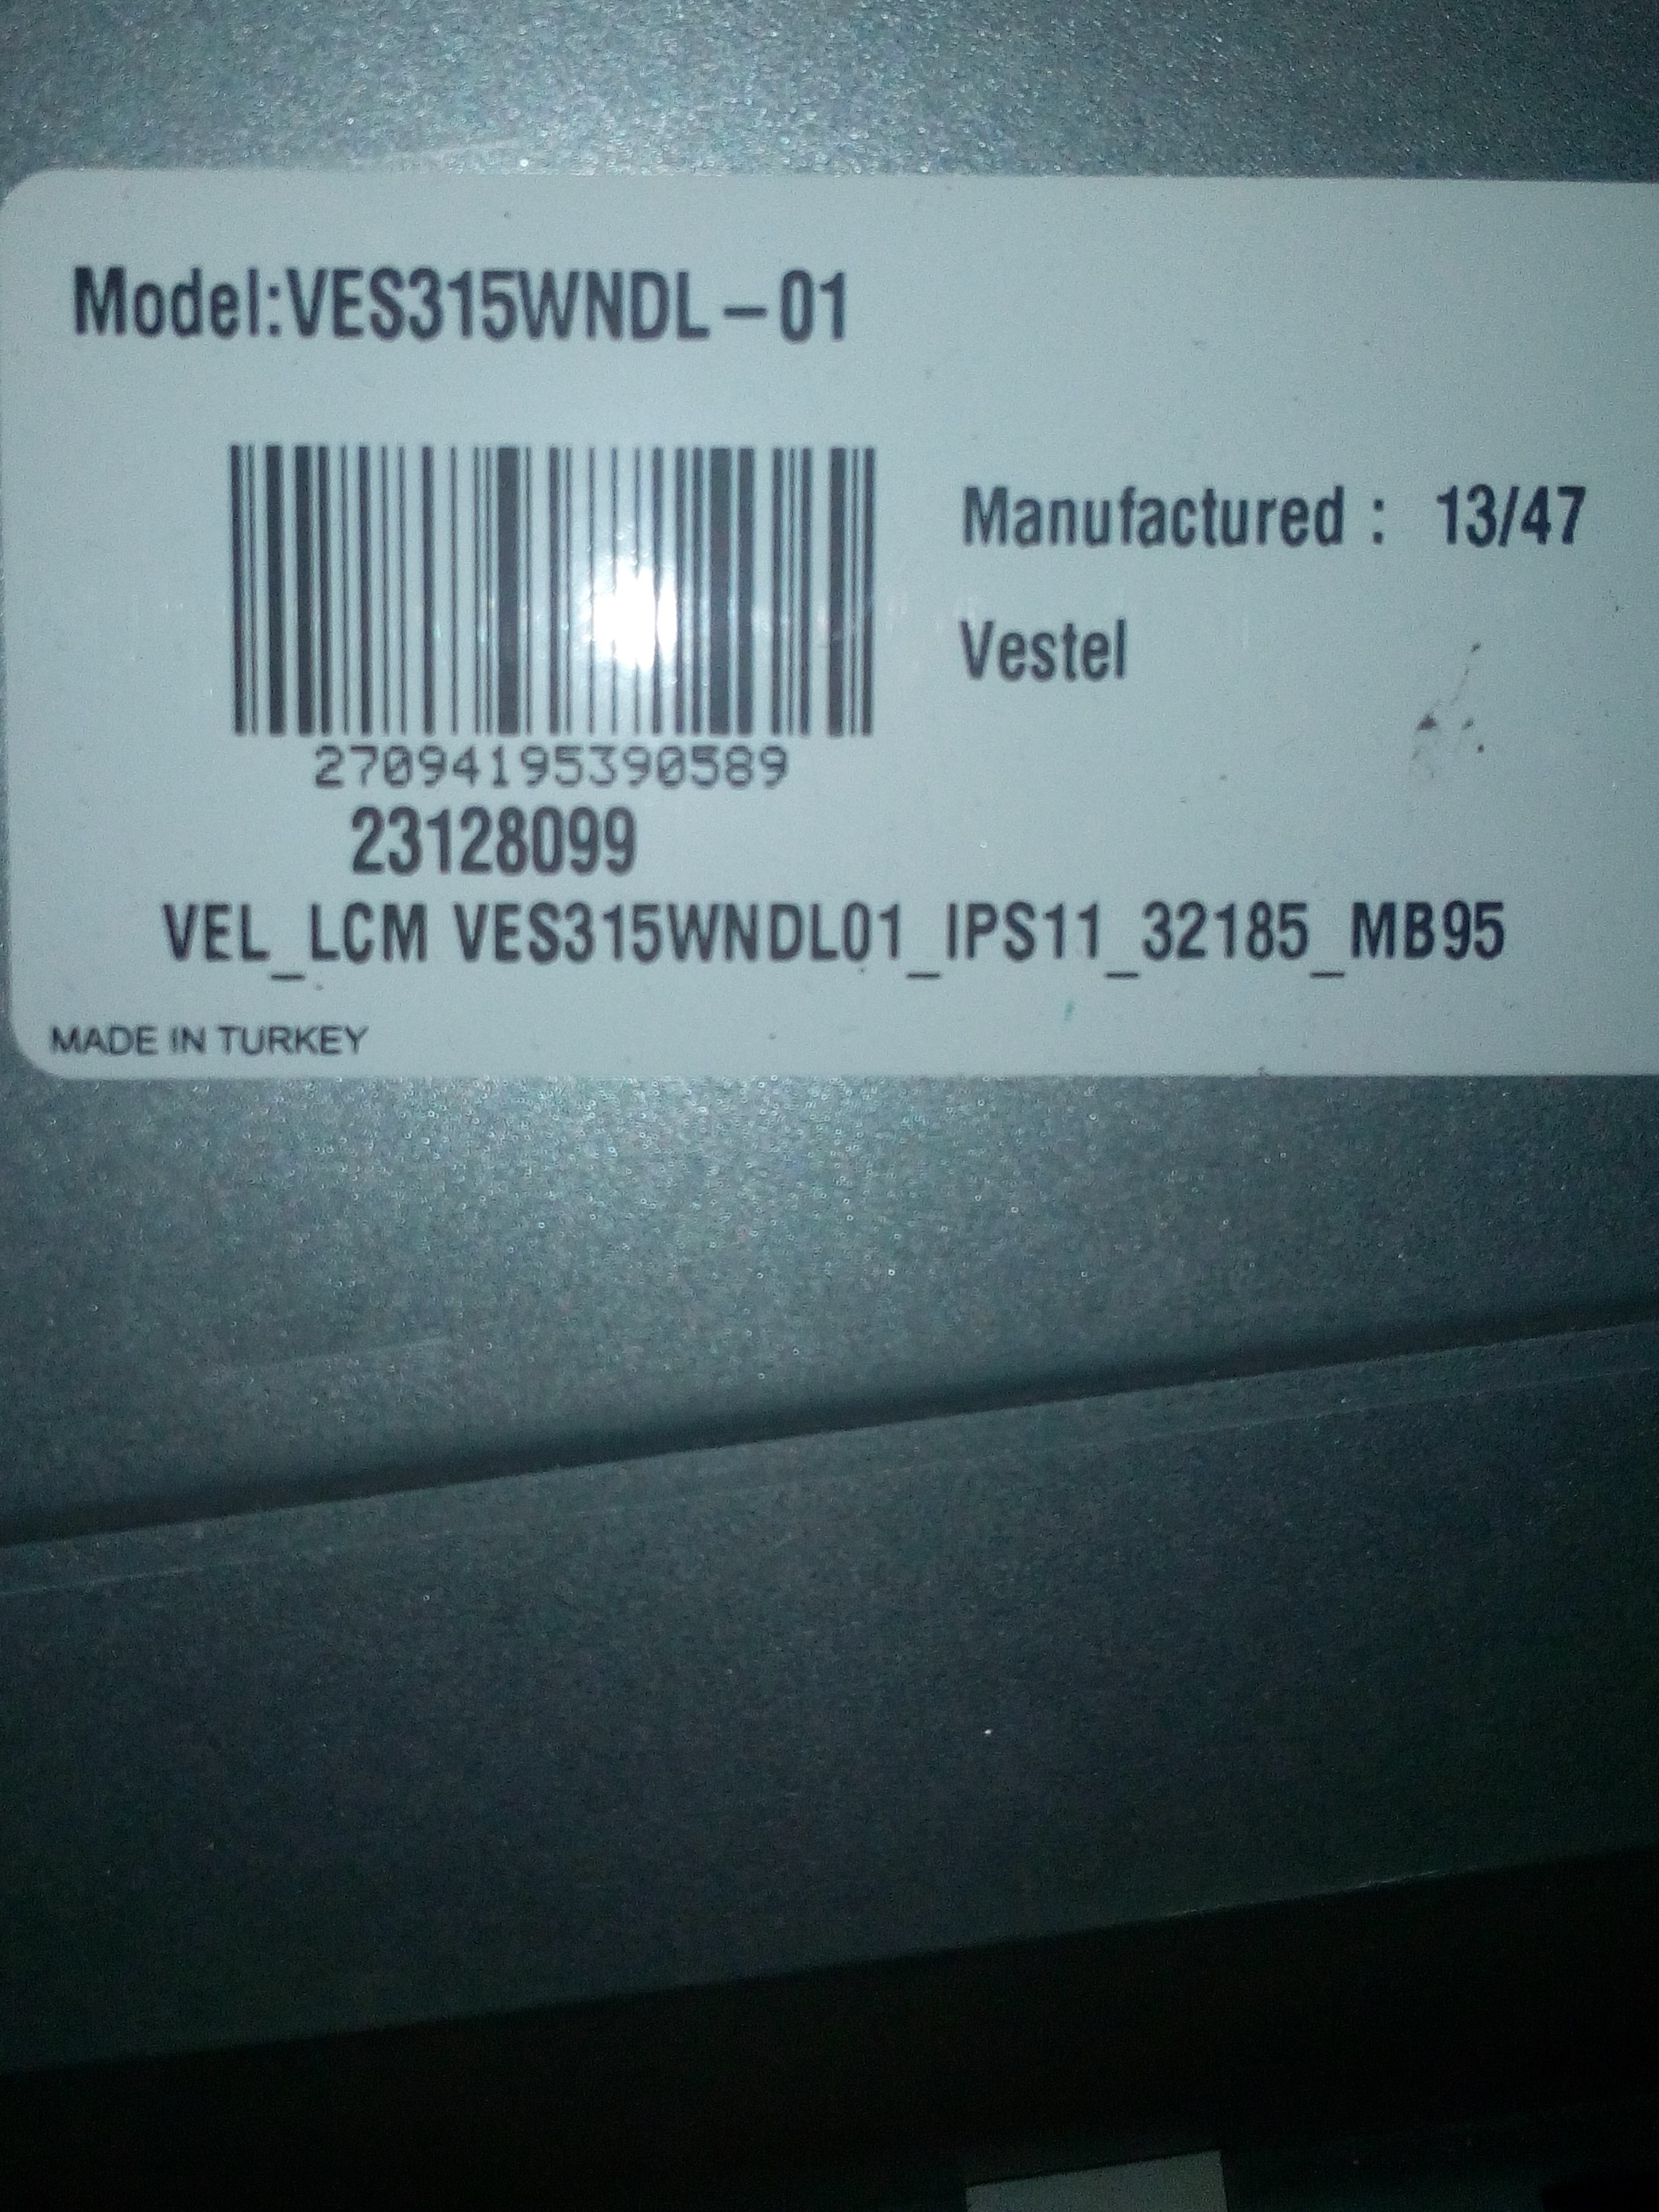 Model:VES315WNDL-01
Manufactured : 13/47
Vestel
27094195390589
23128099
VEL_LCM VES315WNDL01_IPS11_32185_MB95
MADE IN TURKEY